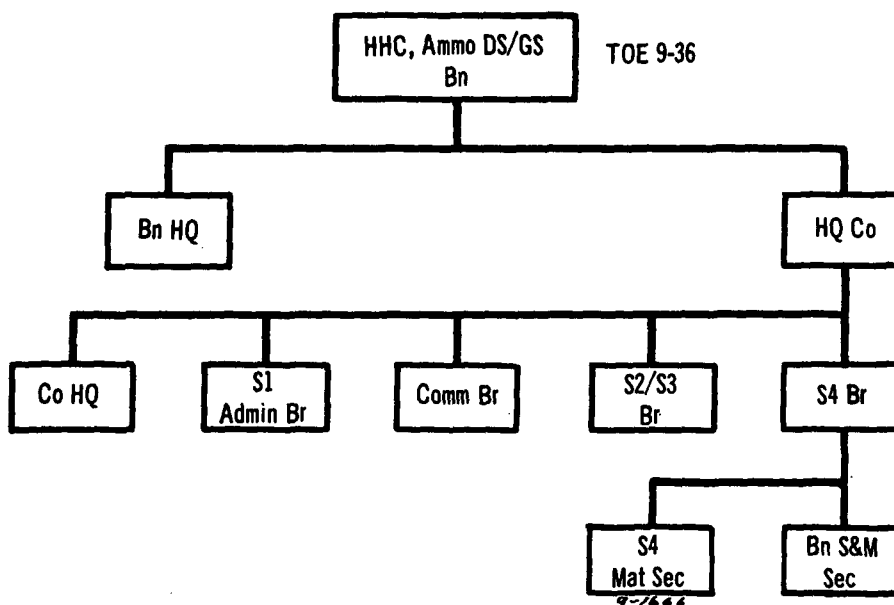 HHC, Ammo DS/GS
Bn
TOE 9-36
Bn HQ
HQ Co
Co HQ
S1
Admin Br
Comm Br
S2/S3
Br
S4 Br
S4
Mat Sec
Bn S&M
Sec